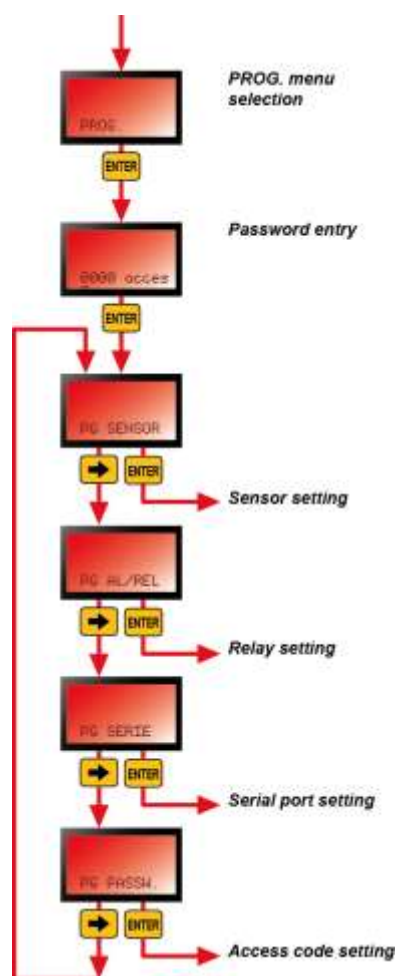 PROG. menu
selection
PROG.
ENTER
Password entry
0000 acces
ENTER
PG SENSOR
ENTER
Sensor setting
PG AL/REL
ENTER
Relay setting
PG SERIE
ENTER
Serial port setting
PG PASSW.
ENTER
Access code setting